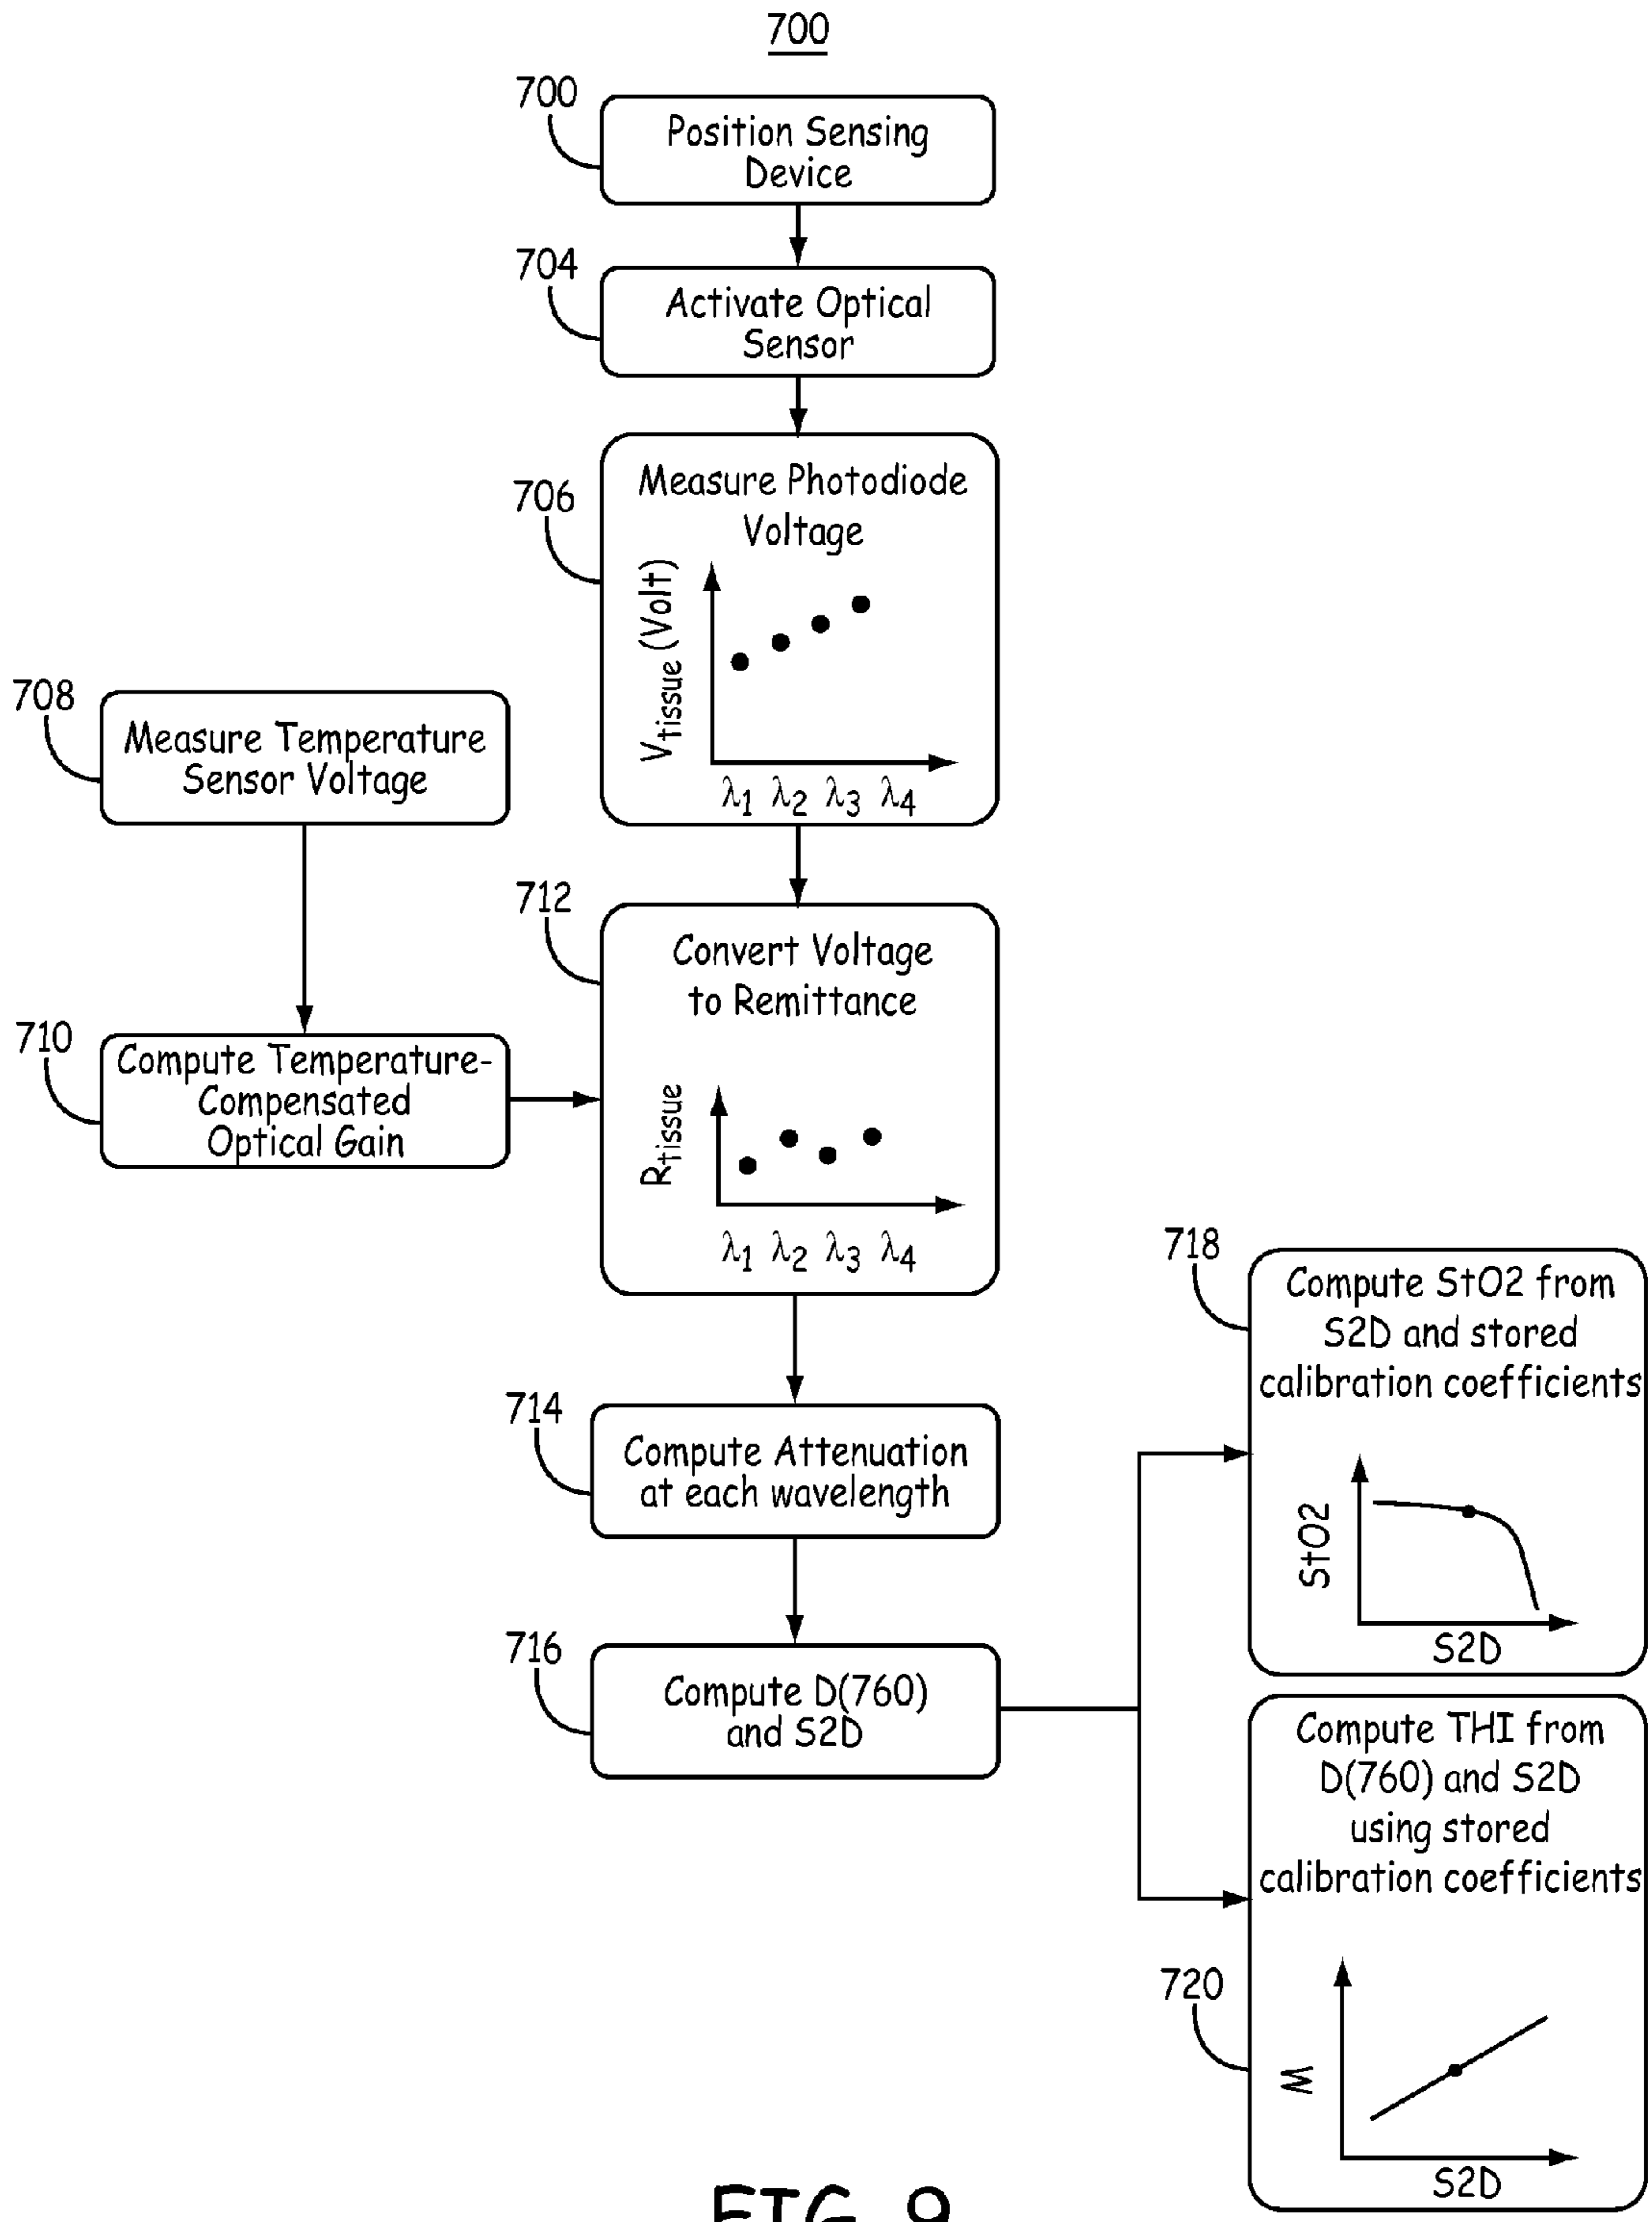 700
700
Position Sensing
Device
704
Activate Optical
Sensor
706
Measure Photodiode
Voltage
Vtissue (Volt)
λ1 λ2 λ3 λ4
708
Measure Temperature
Sensor Voltage
710
Compute Temperature-
Compensated
Optical Gain
712
Convert Voltage
to Remittance
Rtissue
λ1 λ2 λ3 λ4
714
Compute Attenuation
at each wavelength
716
Compute D(760)
and S2D
718
Compute StO2 from
S2D and stored
calibration coefficients
StO2
S2D
Compute THI from
D(760) and S2D
using stored
calibration coefficients
720
M
S2D
FIG. 9